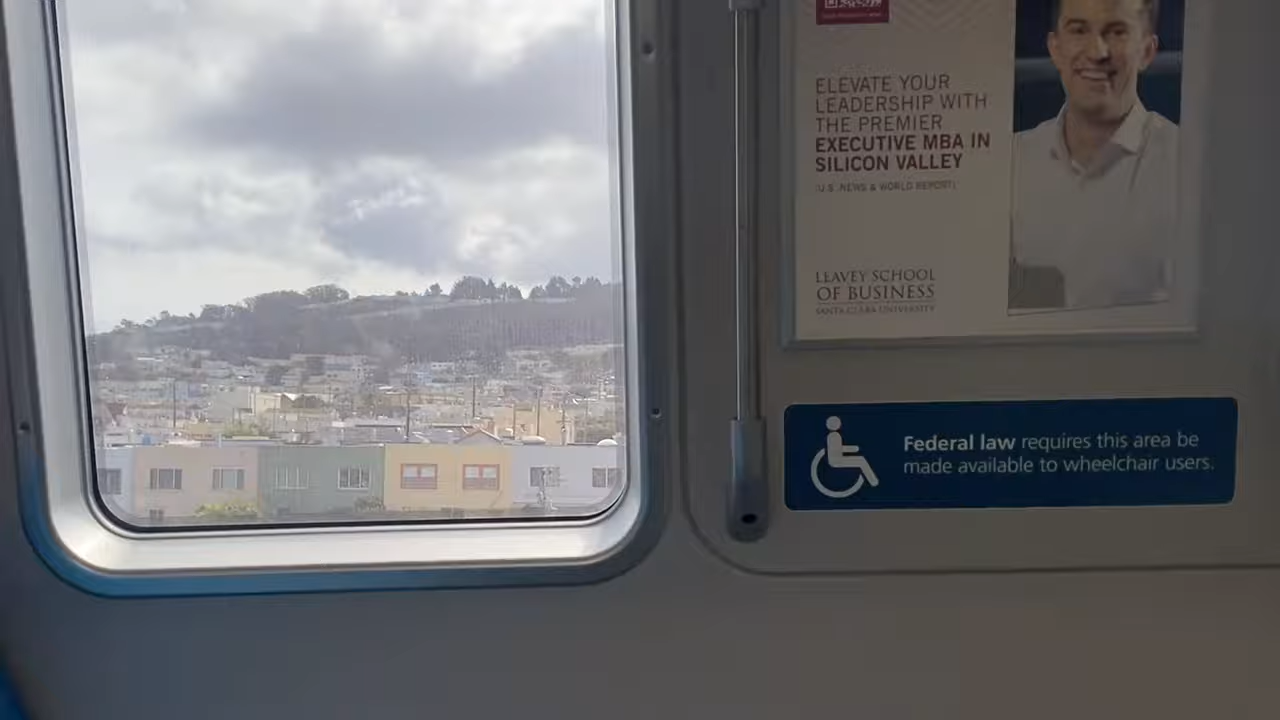 ELEVATE YOUR
LEADERSHIP WITH
THE PREMIER
EXECUTIVE MBA IN
SILICON VALLEY
(U.S. NEWS & WORLD REPORT)
LEAVEY SCHOOL
OF BUSINESS
SANTA CLARA UNIVERSITY
Federal law requires this area be
made available to wheelchair users.